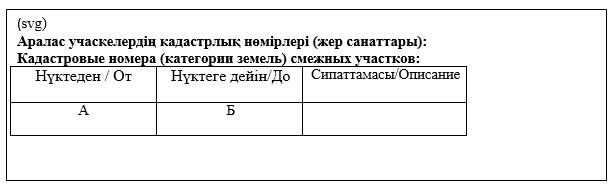 (svg)
Аралас учаскелердің кадастрлық нөмірлері (жер санаттары):
Кадастровые номера (категории земель) смежных участков:
Нүктеден / От Нүктеге дейін/До Сипаттамасы/Описание
А Б